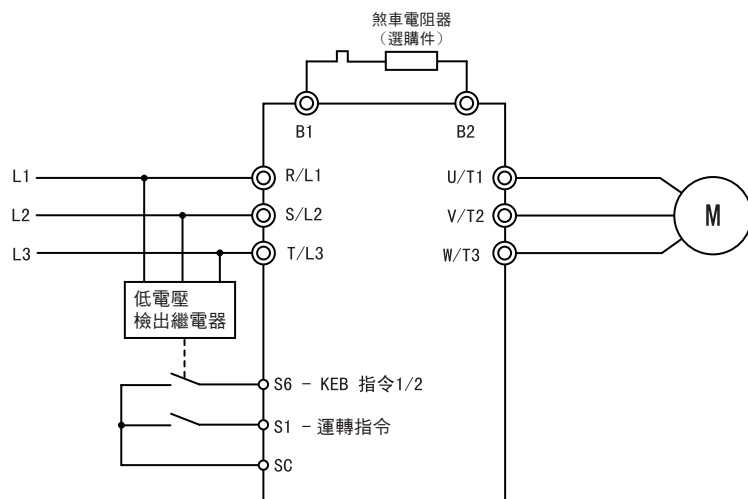 煞車電阻器
（選購件）
B1
B2
L1
R/L1
U/T1
L2
S/L2
V/T2
M
L3
T/L3
W/T3
低電壓
檢出繼電器
S6 - KEB 指令1/2
S1 - 運轉指令
SC